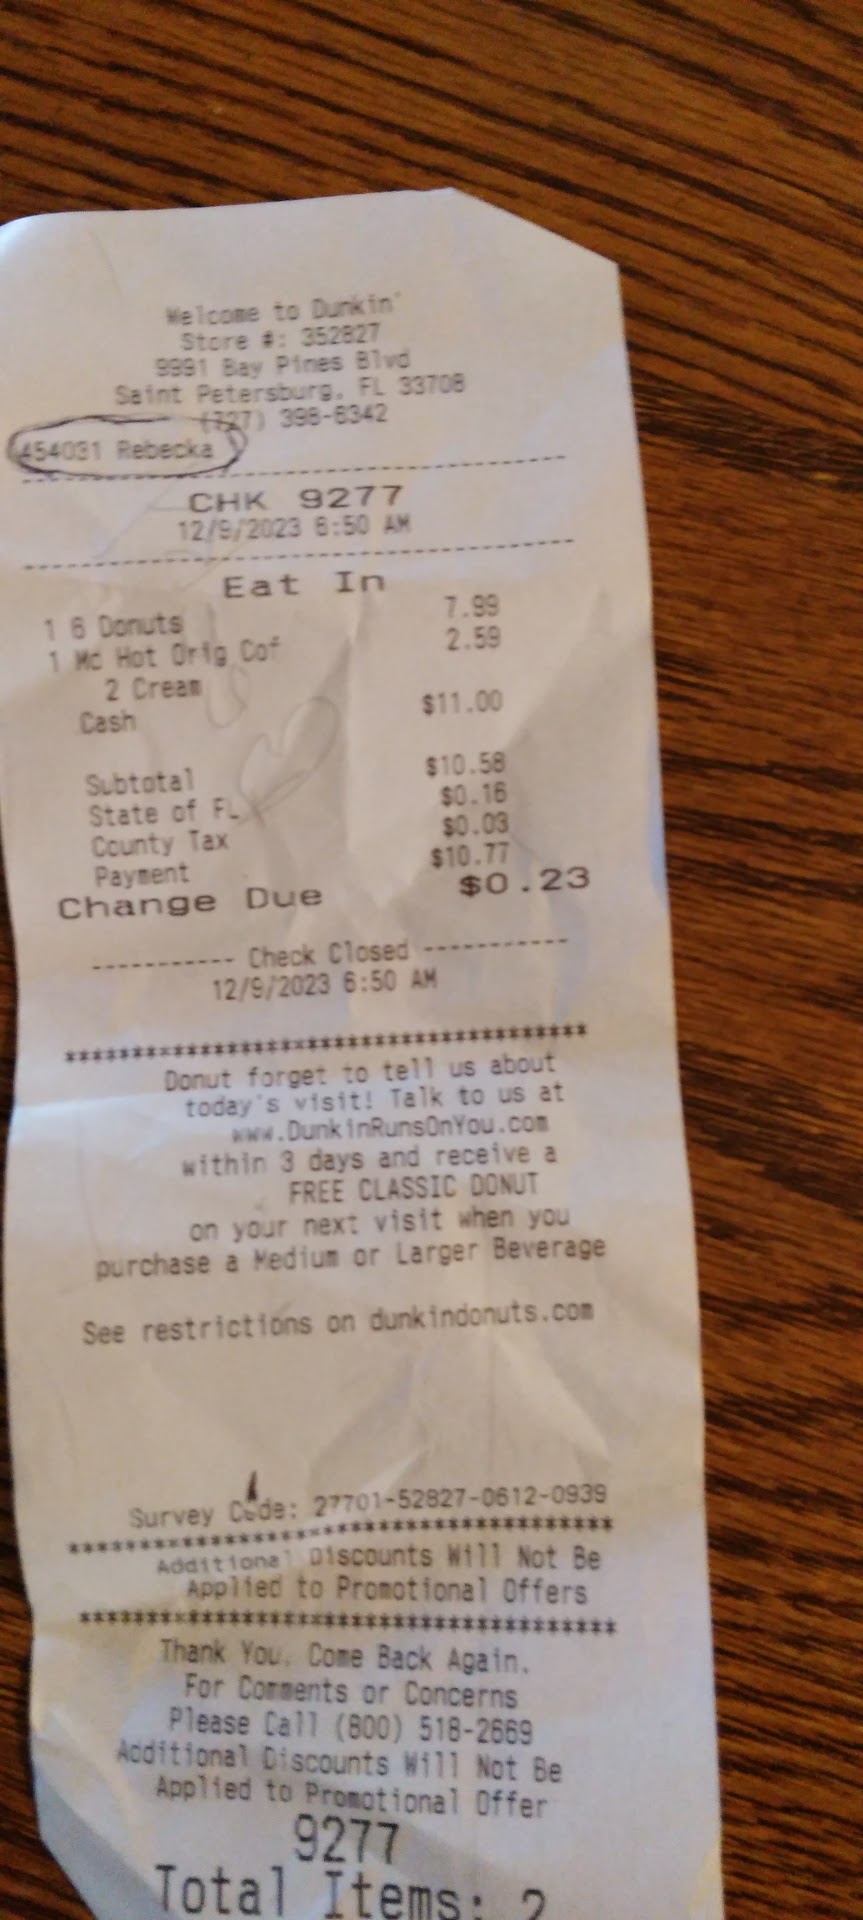 Welcome to Dunkin'
Store #: 352827
9991 Bay Pines Blvd
Saint Petersburg, FL 33708
(727) 398-6342
454031 Rebecka
CHK 9277
12/9/2023 6:50 AM
Eat In
1 6 Donuts 7.99
1 Md Hot Orig Cof 2.59
2 Cream
Cash $11.00
Subtotal $10.58
State of FL $0.16
County Tax $0.03
Payment $10.77
Change Due $0.23
----------- Check Closed -----------
12/9/2023 6:50 AM
***************************************
Donut forget to tell us about
today's visit! Talk to us at
www.DunkinRunsOnYou.com
within 3 days and receive a
FREE CLASSIC DONUT
on your next visit when you
purchase a Medium or Larger Beverage
See restrictions on dunkindonuts.com
Survey Code: 27701-52827-0612-0939
***************************************
Additional Discounts Will Not Be
Applied to Promotional Offers
***************************************
Thank You, Come Back Again.
For Comments or Concerns
Please Call (800) 518-2669
Additional Discounts Will Not Be
Applied to Promotional Offer
9277
Total Items: 2